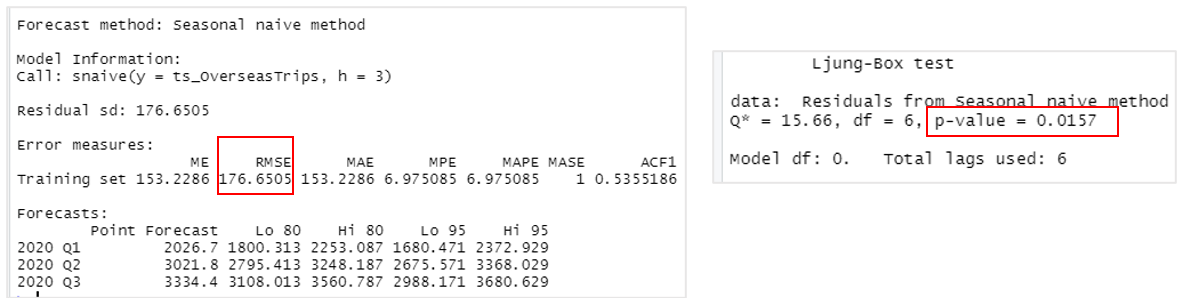 Forecast method: Seasonal naive method
Model Information:
Call: snaive(y = ts_OverseasTrips, h = 3)
Residual sd: 176.6505
Error measures:
ME RMSE MAE MPE MAPE MASE ACF1
Training set 153.2286 176.6505 153.2286 6.975085 6.975085 1 0.5355186
Forecasts:
Point Forecast Lo 80 Hi 80 Lo 95 Hi 95
2020 Q1 2026.7 1800.313 2253.087 1680.471 2372.929
2020 Q2 3021.8 2795.413 3248.187 2675.571 3368.029
2020 Q3 3334.4 3108.013 3560.787 2988.171 3680.629
Ljung-Box test
data: Residuals from Seasonal naive method
Q* = 15.66, df = 6, p-value = 0.0157
Model df: 0. Total lags used: 6